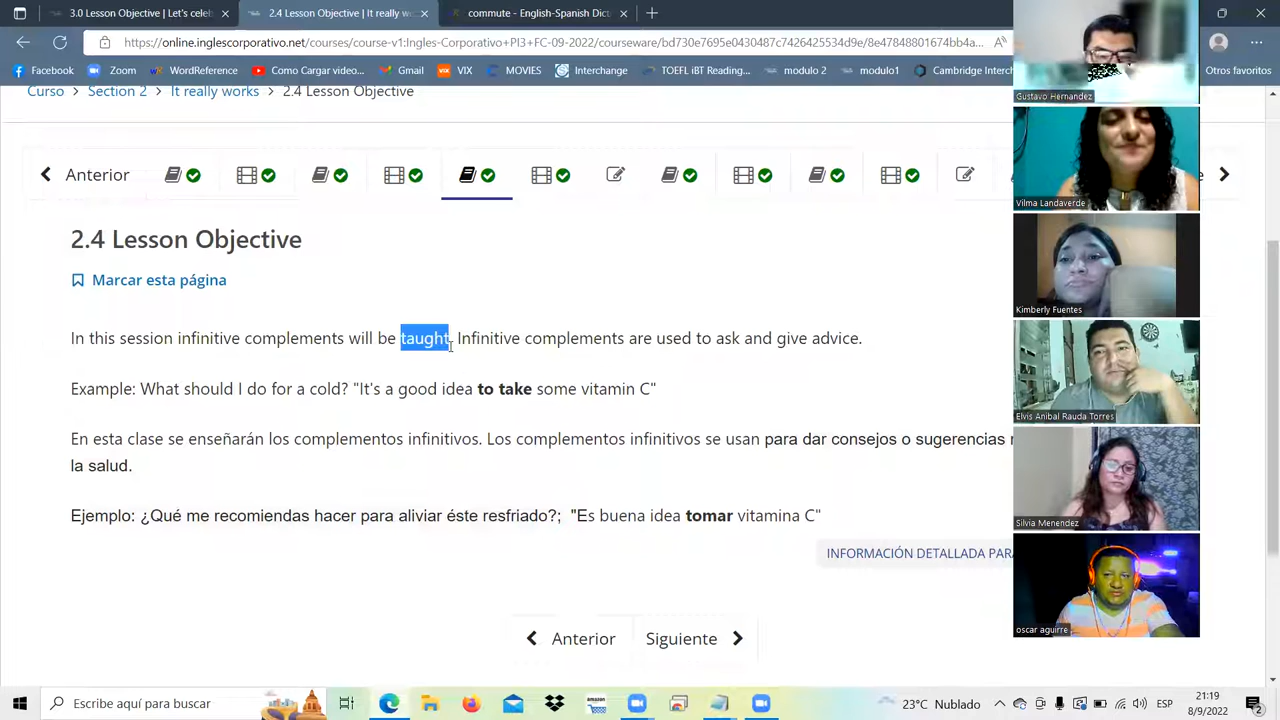 3.0 Lesson Objective | Let's celeb
2.4 Lesson Objective | It really wo
commute - English-Spanish Dict
https://online.inglescorporativo.net/courses/course-v1:Ingles-Corporativo+PI3+FC-09-2022/courseware/bd730e7695e0430487c7426425534d9e/8e47848801674bb4a...
Facebook
Zoom
WordReference
Como Cargar video...
Gmail
VIX
MOVIES
Interchange
TOEFL iBT Reading...
modulo 2
modulo1
Cambridge Interch
Otros favoritos
Curso > Section 2 > It really works > 2.4 Lesson Objective
Anterior
2.4 Lesson Objective
Marcar esta página
In this session infinitive complements will be taught. Infinitive complements are used to ask and give advice.
Example: What should I do for a cold? "It's a good idea to take some vitamin C"
En esta clase se enseñarán los complementos infinitivos. Los complementos infinitivos se usan para dar consejos o sugerencias
la salud.
Ejemplo: ¿Qué me recomiendas hacer para aliviar éste resfriado?; "Es buena idea tomar vitamina C"
INFORMACIÓN DETALLADA PAR
Anterior
Siguiente
Gustavo Hernandez
Vilma Landaverde
Kimberly Fuentes
Elvis Anibal Rauda Torres
Silvia Menendez
oscar aguirre
Escribe aquí para buscar
23°C Nublado
ESP
21:19
8/9/2022
2